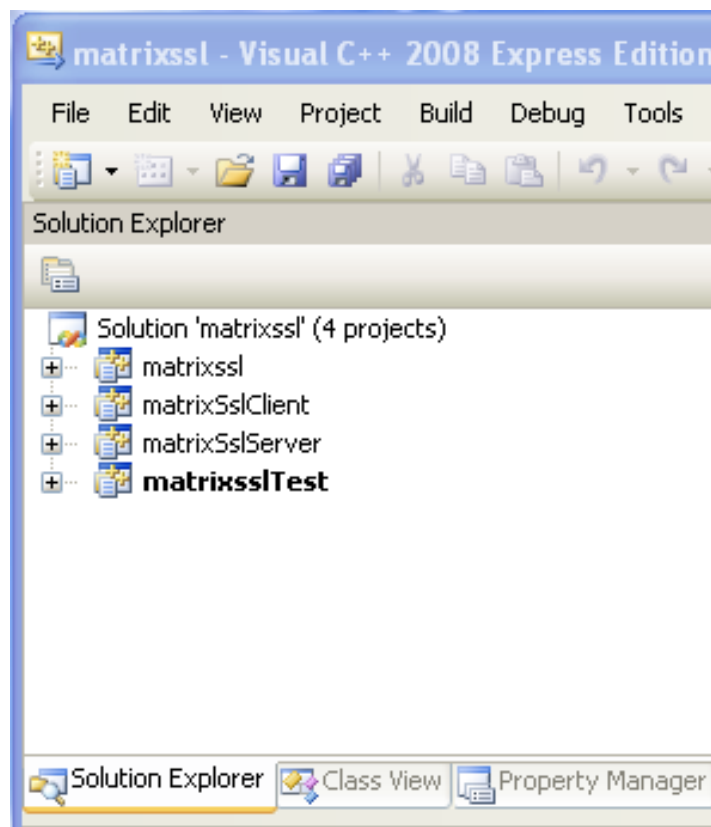 matrixssl - Visual C++ 2008 Express Edition
File Edit View Project Build Debug Tools
Solution Explorer
Solution 'matrixssl' (4 projects)
matrixssl
matrixSslClient
matrixSslServer
matrixsslTest
Solution Explorer Class View Property Manager